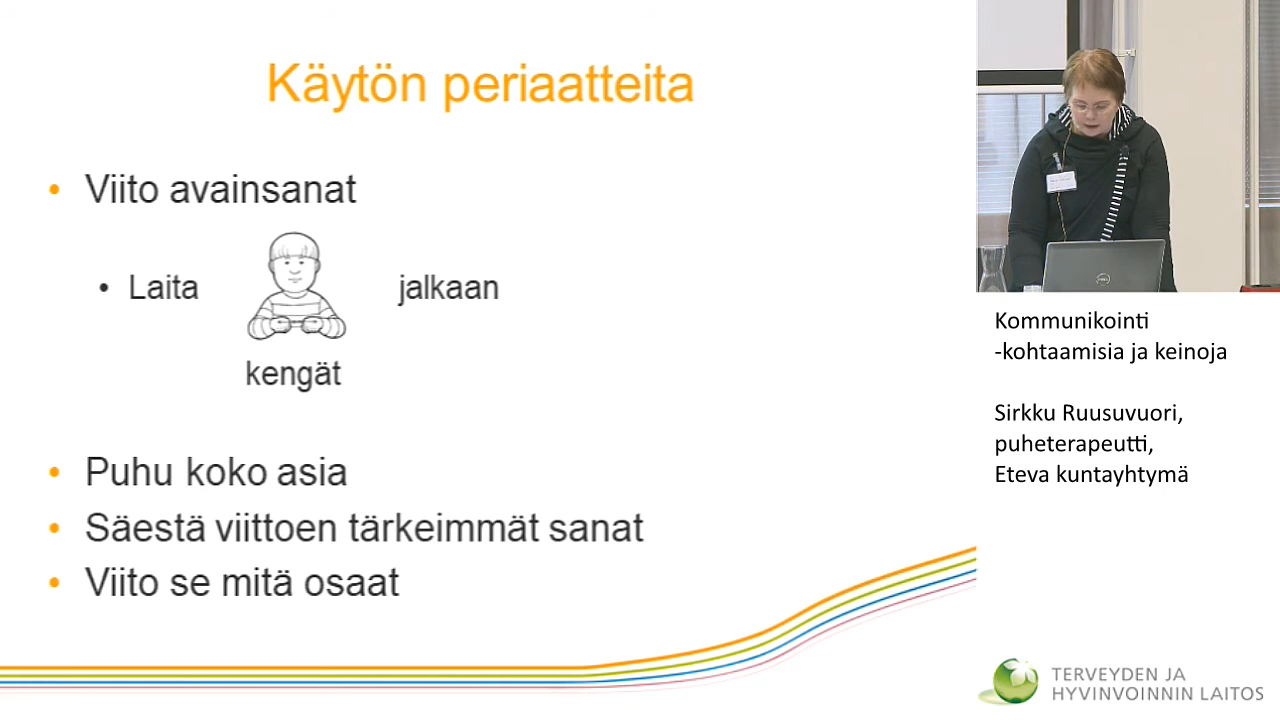 Käytön periaatteita
• Viito avainsanat
• Laita jalkaan
kengät
• Puhu koko asia
• Säestä viittoen tärkeimmät sanat
• Viito se mitä osaat
Kommunikointi
-kohtaamisia ja keinoja
Sirkku Ruusuvuori,
puheterapeutti,
Eteva kuntayhtymä
TERVEYDEN JA
HYVINVOINNIN LAITOS